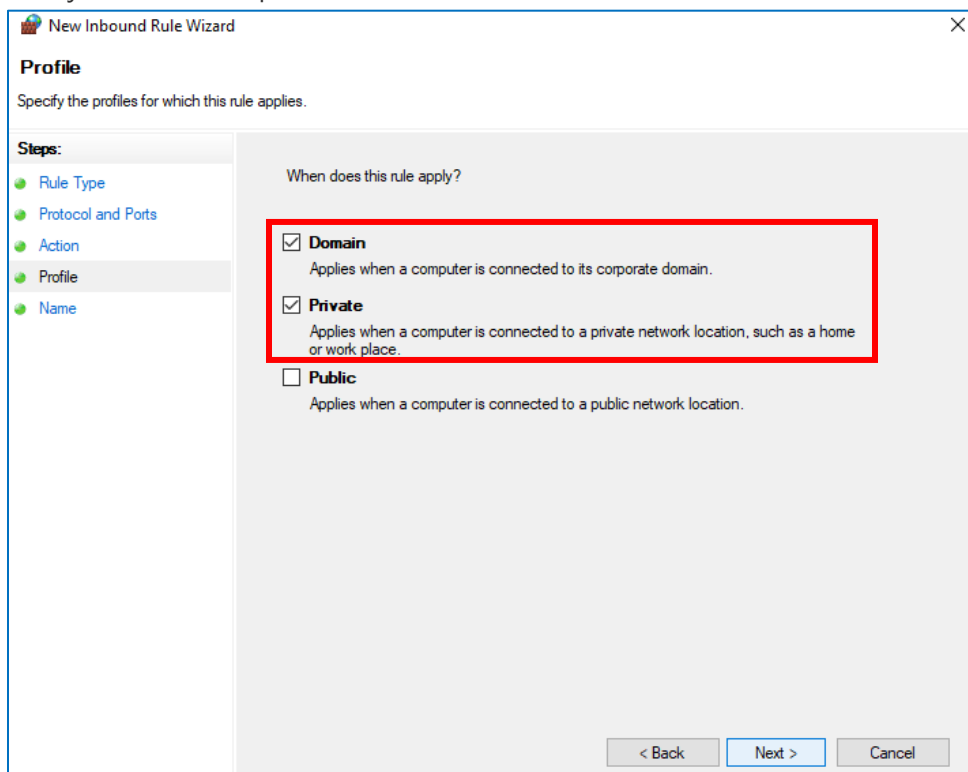 New Inbound Rule Wizard
Profile
Specify the profiles for which this rule applies.
Steps:
Rule Type
Protocol and Ports
Action
Profile
Name
When does this rule apply?
Domain
Applies when a computer is connected to its corporate domain.
Private
Applies when a computer is connected to a private network location, such as a home
or work place.
Public
Applies when a computer is connected to a public network location.
< Back
Next >
Cancel